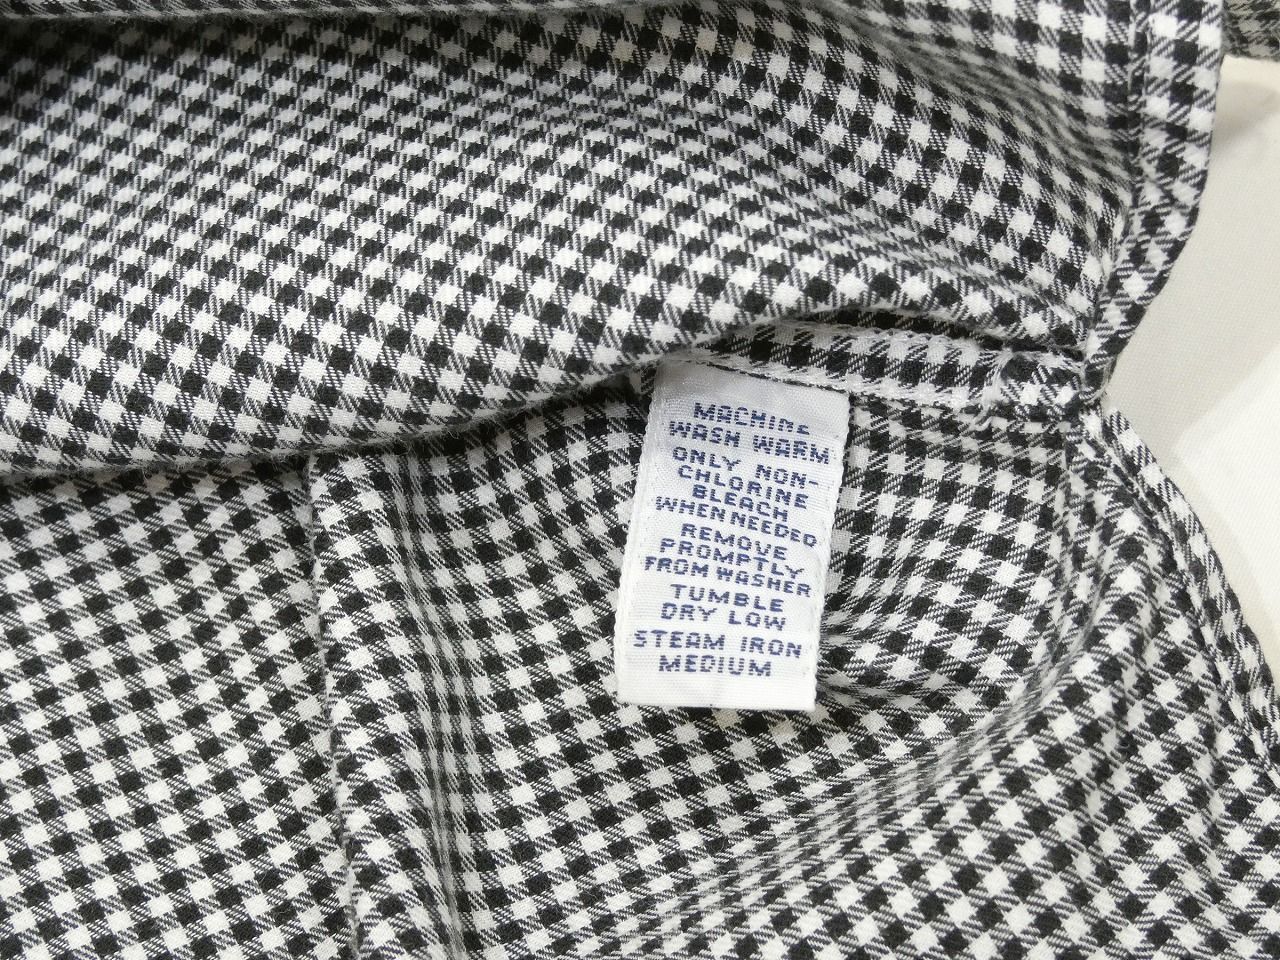 MACHINE
WASH WARM
ONLY NON-
CHLORINE
BLEACH
WHEN NEEDED
REMOVE
PROMPTLY
FROM WASHER
TUMBLE
DRY LOW
STEAM IRON
MEDIUM